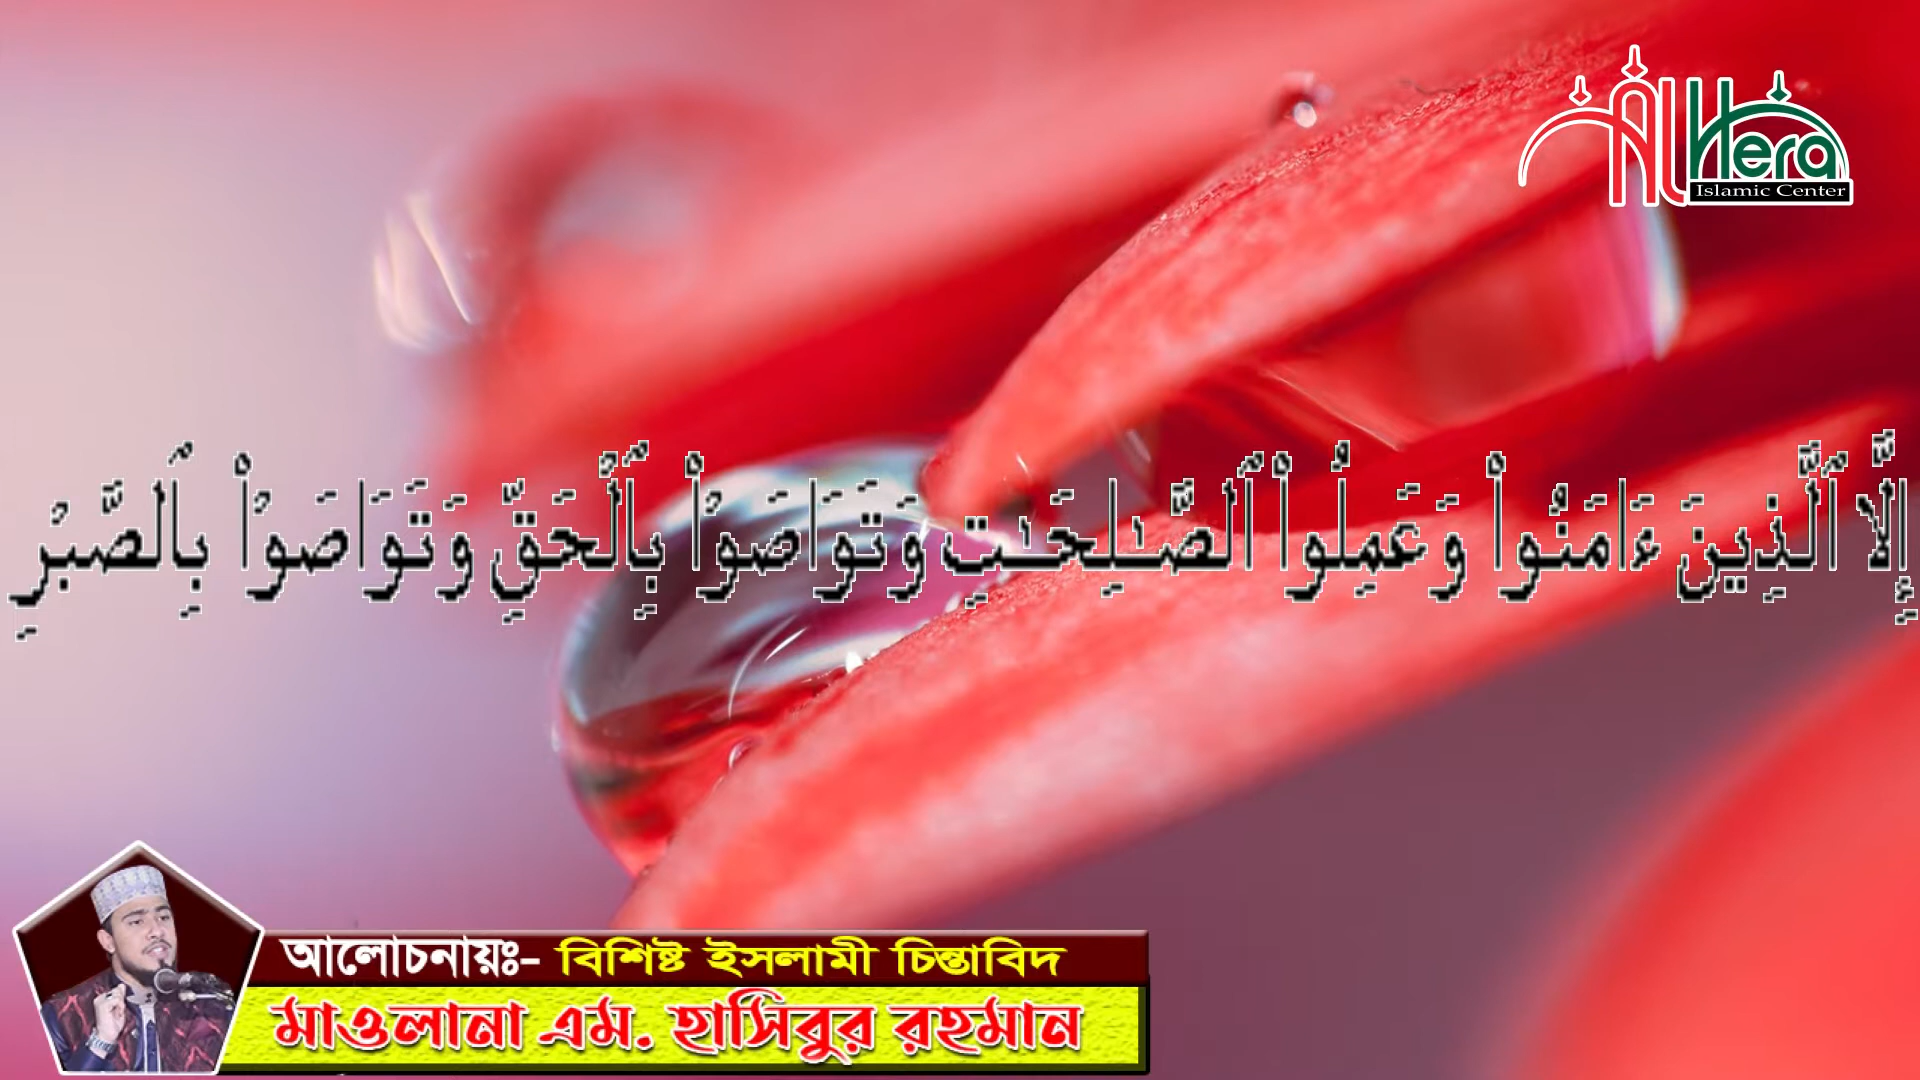 AL Hera
Islamic Center
إِلَّا ٱلَّذِينَ ءَامَنُوا۟ وَعَمِلُوا۟ ٱلصَّـٰلِحَـٰتِ وَتَوَاصَوْا۟ بِٱلْحَقِّ وَتَوَاصَوْا۟ بِٱلصَّبْرِ
আলোচনায়ঃ- বিশিষ্ট ইসলামী চিন্তাবিদ
মাওলানা এম. হাসিবুর রহমান